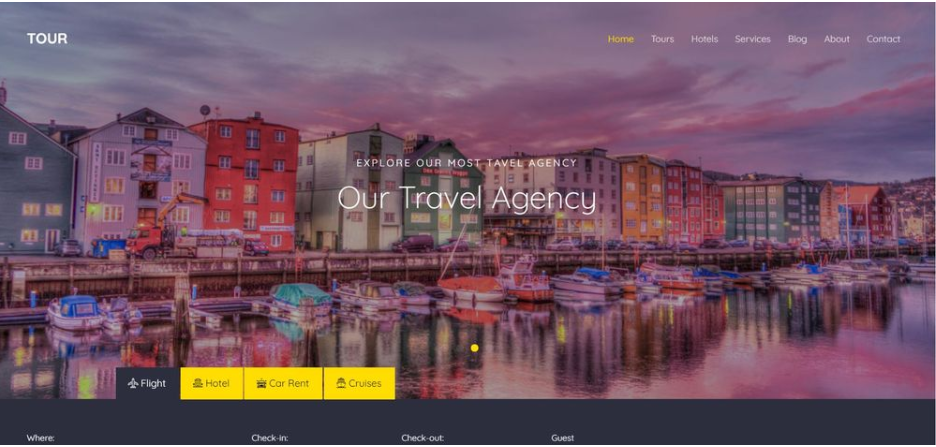 TOUR
Home Tours Hotels Services Blog About Contact
EXPLORE OUR MOST TAVEL AGENCY
Our Travel Agency
Flight Hotel Car Rent Cruises
Where: Check-in: Check-out: Guest